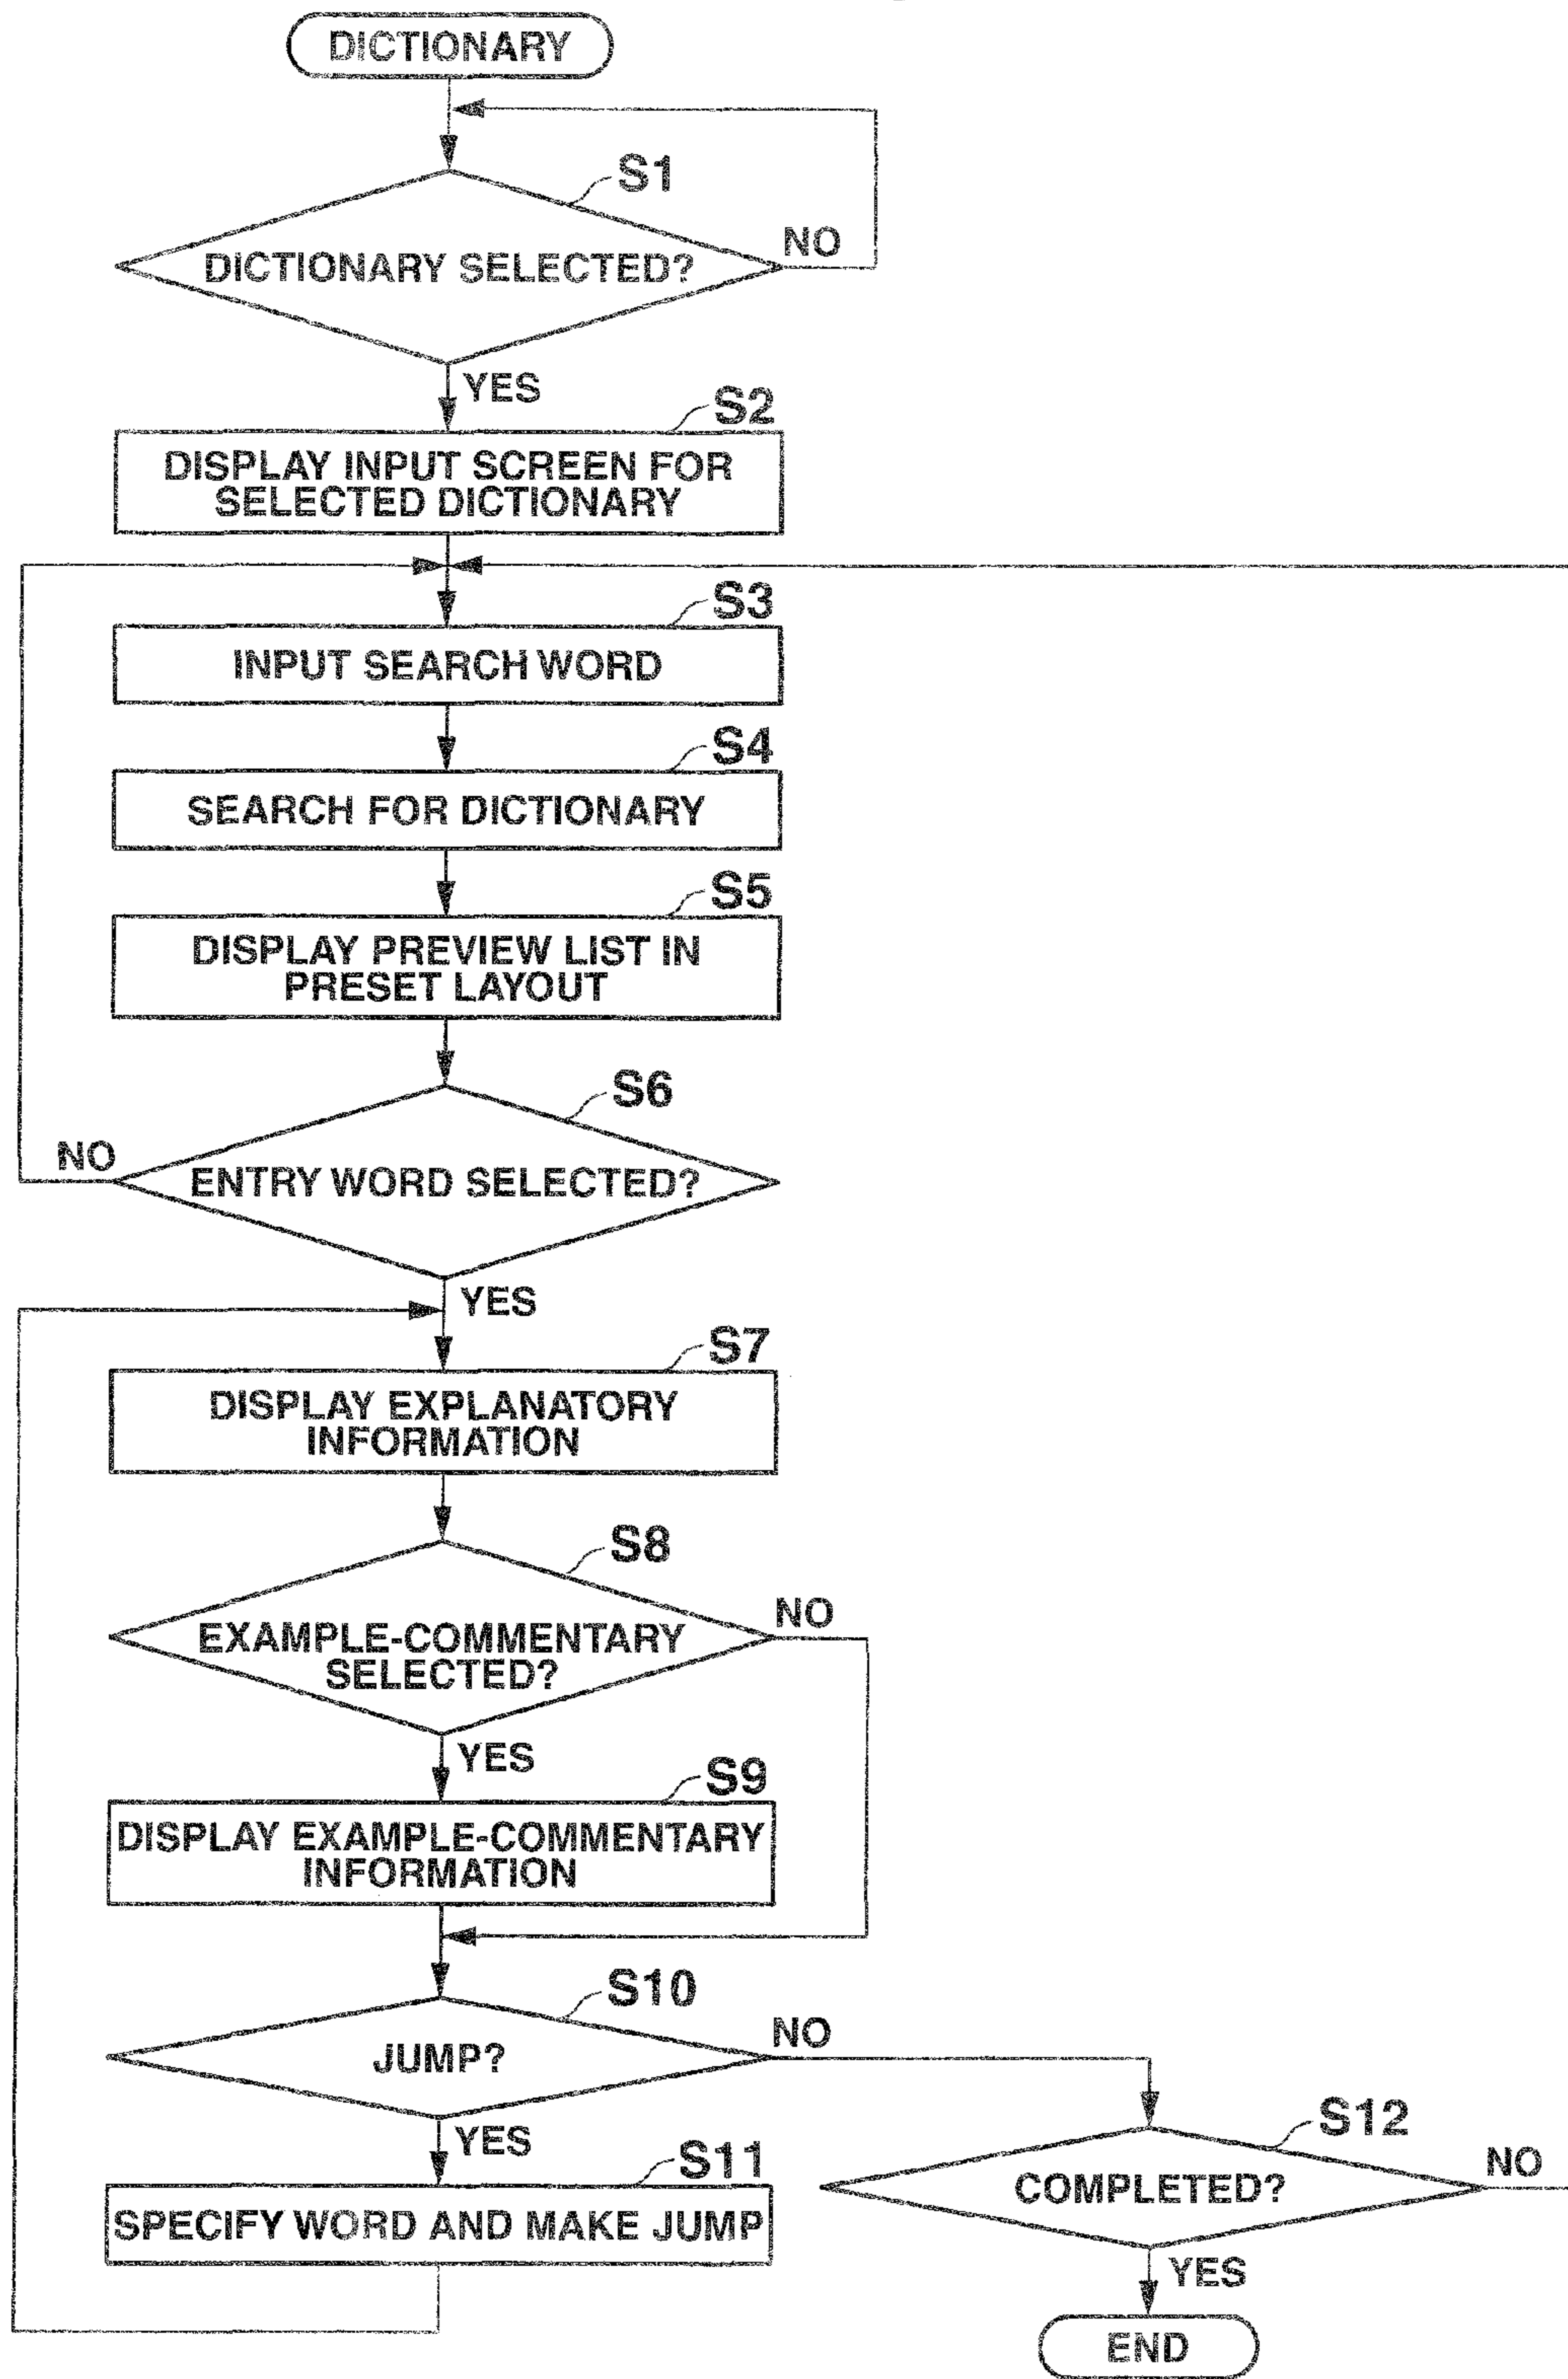 DICTIONARY
S1
DICTIONARY SELECTED?
NO
YES
S2
DISPLAY INPUT SCREEN FOR
SELECTED DICTIONARY
S3
INPUT SEARCH WORD
S4
SEARCH FOR DICTIONARY
S5
DISPLAY PREVIEW LIST IN
PRESET LAYOUT
S6
NO
ENTRY WORD SELECTED?
YES
S7
DISPLAY EXPLANATORY
INFORMATION
S8
NO
EXAMPLE-COMMENTARY
SELECTED?
YES
S9
DISPLAY EXAMPLE-COMMENTARY
INFORMATION
S10
NO
JUMP?
YES
S11
SPECIFY WORD AND MAKE JUMP
S12
NO
COMPLETED?
YES
END